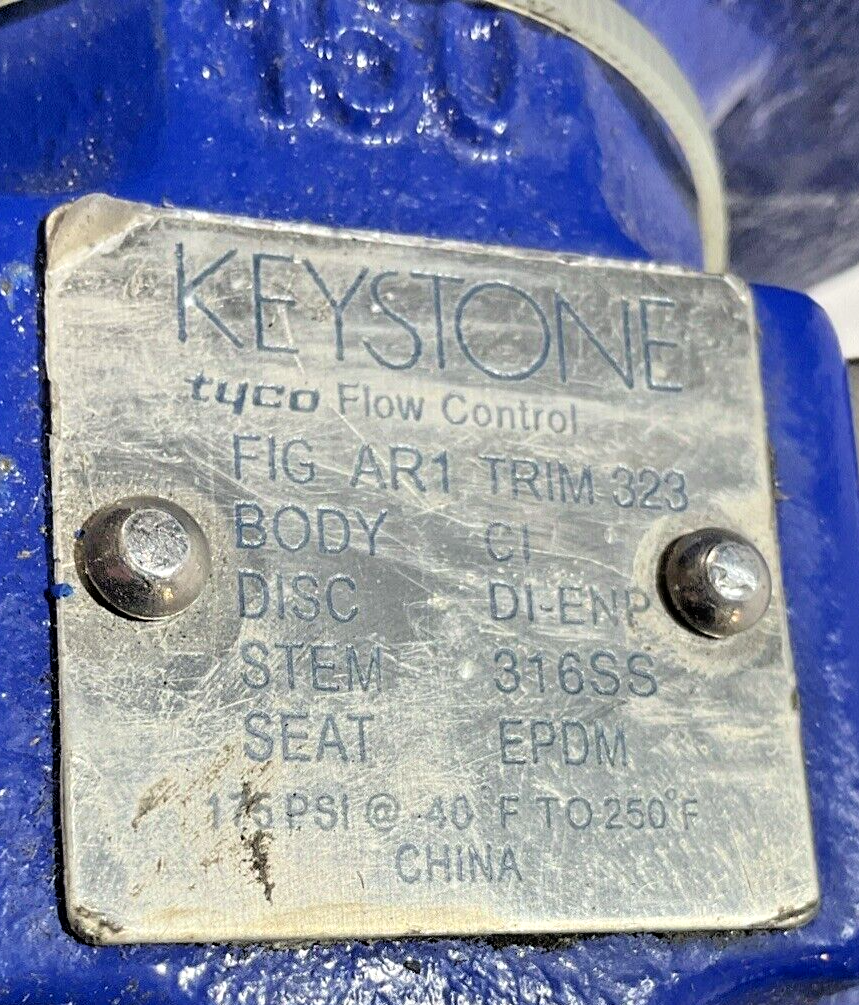 150
KEYSTONE
tyco Flow Control
FIG AR1 TRIM 323
BODY CI
DISC DI-ENP
STEM 316SS
SEAT EPDM
175 PSI @ -40°F TO 250°F
CHINA